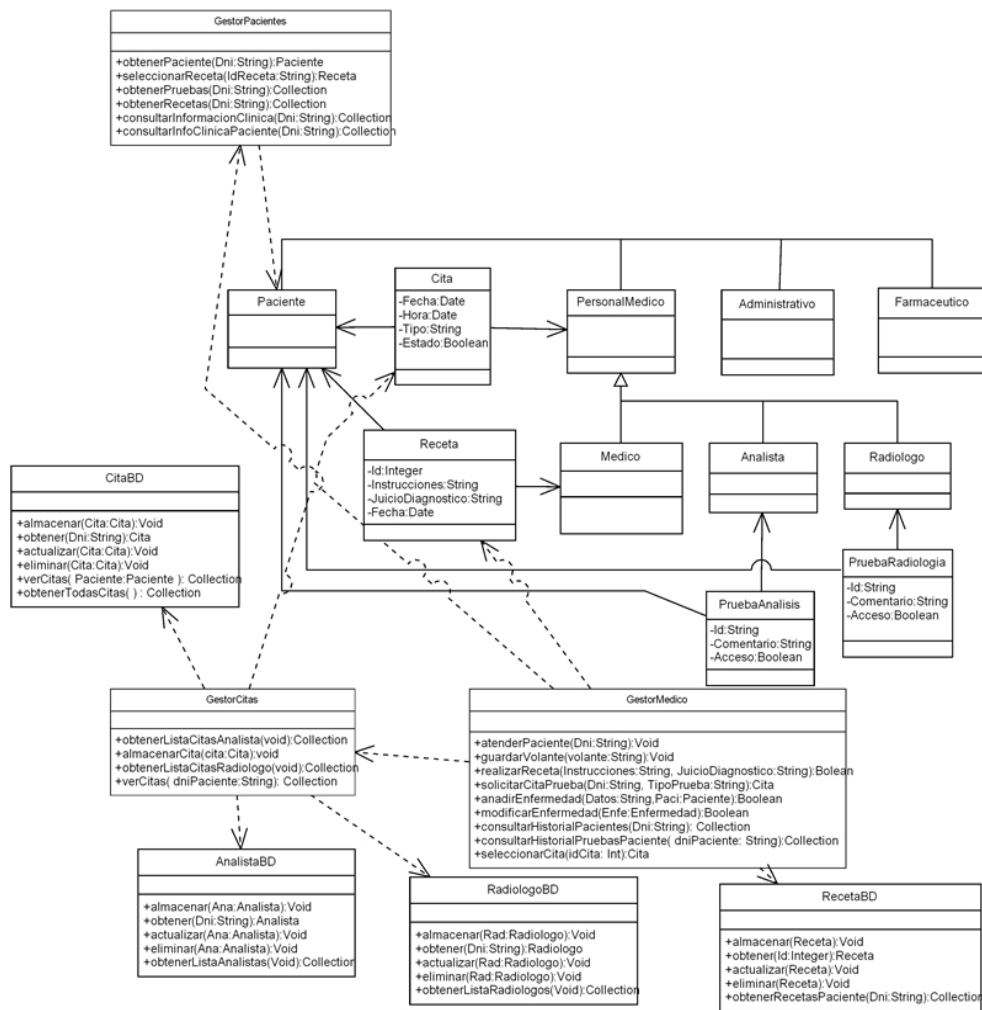 GestorPacientes
+obtenerPaciente(Dni:String):Paciente
+seleccionarReceta(IdReceta:String):Receta
+obtenerPruebas(Dni:String):Collection
+obtenerRecetas(Dni:String):Collection
+consultarInformacionClinica(Dni:String):Collection
+consultarInfoClinicaPaciente(Dni:String):Collection
Paciente
Cita
-Fecha:Date
-Hora:Date
-Tipo:String
-Estado:Boolean
PersonalMedico
Administrativo
Farmaceutico
Receta
-Id:Integer
-Instrucciones:String
-JuicioDiagnostico:String
-Fecha:Date
Medico
Analista
Radiologo
CitaBD
+almacenar(Cita:Cita):Void
+obtener(Dni:String):Cita
+actualizar(Cita:Cita):Void
+eliminar(Cita:Cita):Void
+verCitas( Paciente:Paciente ): Collection
+obtenerTodasCitas( ) : Collection
PruebaRadiologia
-Id:String
-Comentario:String
-Acceso:Boolean
PruebaAnalisis
-Id:String
-Comentario:String
-Acceso:Boolean
GestorCitas
+obtenerListaCitasAnalista(void):Collection
+almacenarCita(cita:Cita):void
+obtenerListaCitasRadiologo(void):Collection
+verCitas( dniPaciente:String): Collection
GestorMedico
+atenderPaciente(Dni:String):Void
+guardarVolante(volante:String):Void
+realizarReceta(Instrucciones:String, JuicioDiagnostico:String):Bolean
+solicitarCitaPrueba(Dni:String, TipoPrueba:String):Cita
+anadirEnfermedad(Datos:String,Paci:Paciente):Boolean
+modificarEnfermedad(Enfe:Enfermedad):Boolean
+consultarHistorialPacientes(Dni:String): Collection
+consultarHistorialPruebasPaciente( dniPaciente: String):Collection
+seleccionarCita(idCita: Int):Cita
AnalistaBD
+almacenar(Ana:Analista):Void
+obtener(Dni:String):Analista
+actualizar(Ana:Analista):Void
+eliminar(Ana:Analista):Void
+obtenerListaAnalistas(Void):Collection
RadiologoBD
+almacenar(Rad:Radiologo):Void
+obtener(Dni:String):Radiologo
+actualizar(Rad:Radiologo):Void
+eliminar(Rad:Radiologo):Void
+obtenerListaRadiologos(Void):Collection
RecetaBD
+almacenar(Receta):Void
+obtener(Id:Integer):Receta
+actualizar(Receta):Void
+eliminar(Receta):Void
+obtenerRecetasPaciente(Dni:String):Collection